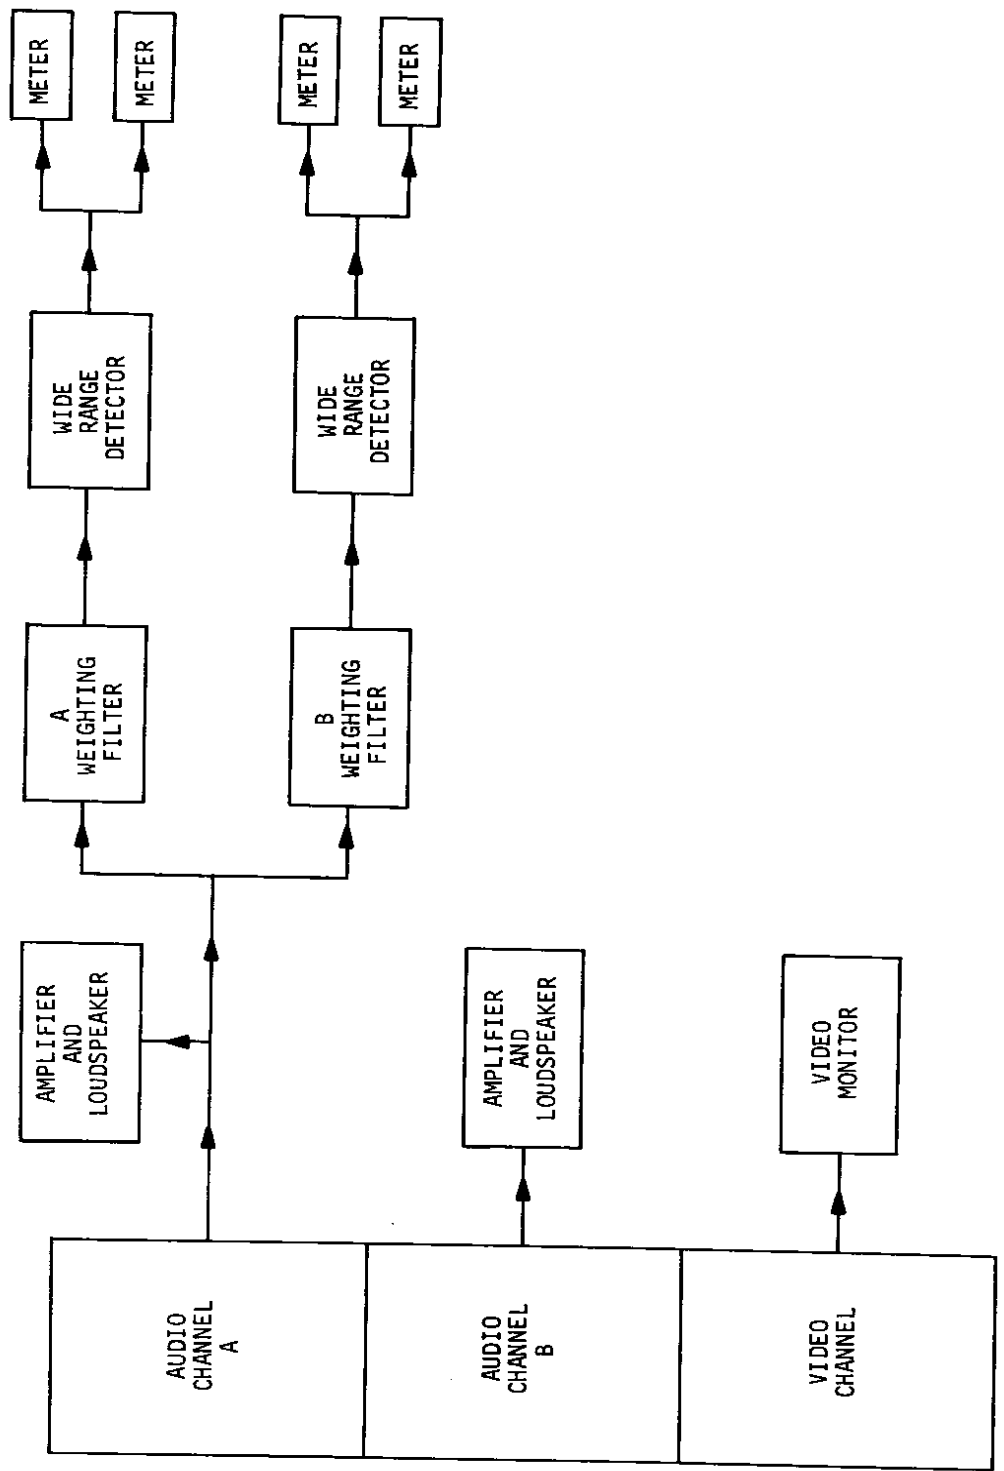 AUDIO
CHANNEL
A
AUDIO
CHANNEL
B
VIDEO
CHANNEL
AMPLIFIER
AND
LOUDSPEAKER
AMPLIFIER
AND
LOUDSPEAKER
VIDEO
MONITOR
A
WEIGHTING
FILTER
B
WEIGHTING
FILTER
WIDE
RANGE
DETECTOR
WIDE
RANGE
DETECTOR
METER
METER
METER
METER